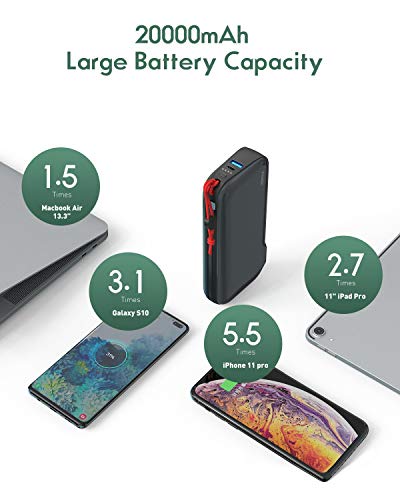 20000mAh
Large Battery Capacity
1.5
Times
Macbook Air
13.3"
3.1
Times
Galaxy S10
2.7
Times
11" iPad Pro
5.5
Times
iPhone 11 pro
31%